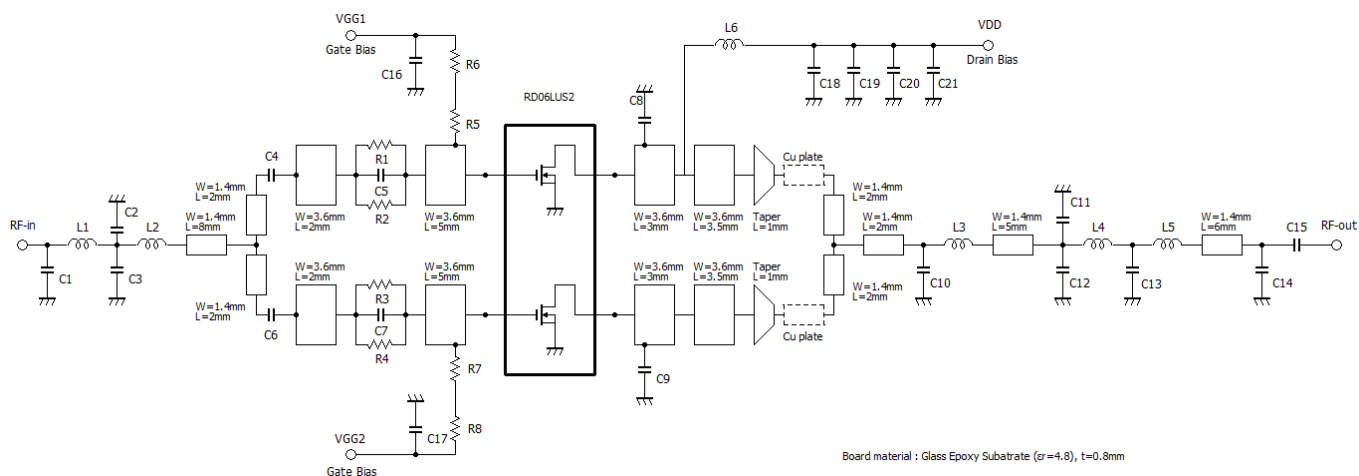 VGG1
Gate Bias
C16
R6
R5
RD06LUS2
C8
L6
VDD
Drain Bias
C18
C19
C20
C21
C4
R1
C5
R2
W=3.6mm
L=2mm
W=3.6mm
L=5mm
W=3.6mm
L=3mm
W=3.6mm
L=3.5mm
Taper
L=1mm
Cu plate
W=1.4mm
L=2mm
W=1.4mm
L=8mm
RF-in
L1
C2
L2
C1
C3
W=1.4mm
L=2mm
W=1.4mm
L=2mm
L3
W=1.4mm
L=5mm
C11
L4
L5
W=1.4mm
L=6mm
C15
RF-out
C10
C12
C13
C14
W=1.4mm
L=2mm
C6
W=3.6mm
L=2mm
R3
C7
R4
W=3.6mm
L=5mm
W=3.6mm
L=3mm
W=3.6mm
L=3.5mm
Taper
L=1mm
Cu plate
W=1.4mm
L=2mm
R7
C9
R8
C17
VGG2
Gate Bias
Board material : Glass Epoxy Subatrate (εr=4.8), t=0.8mm